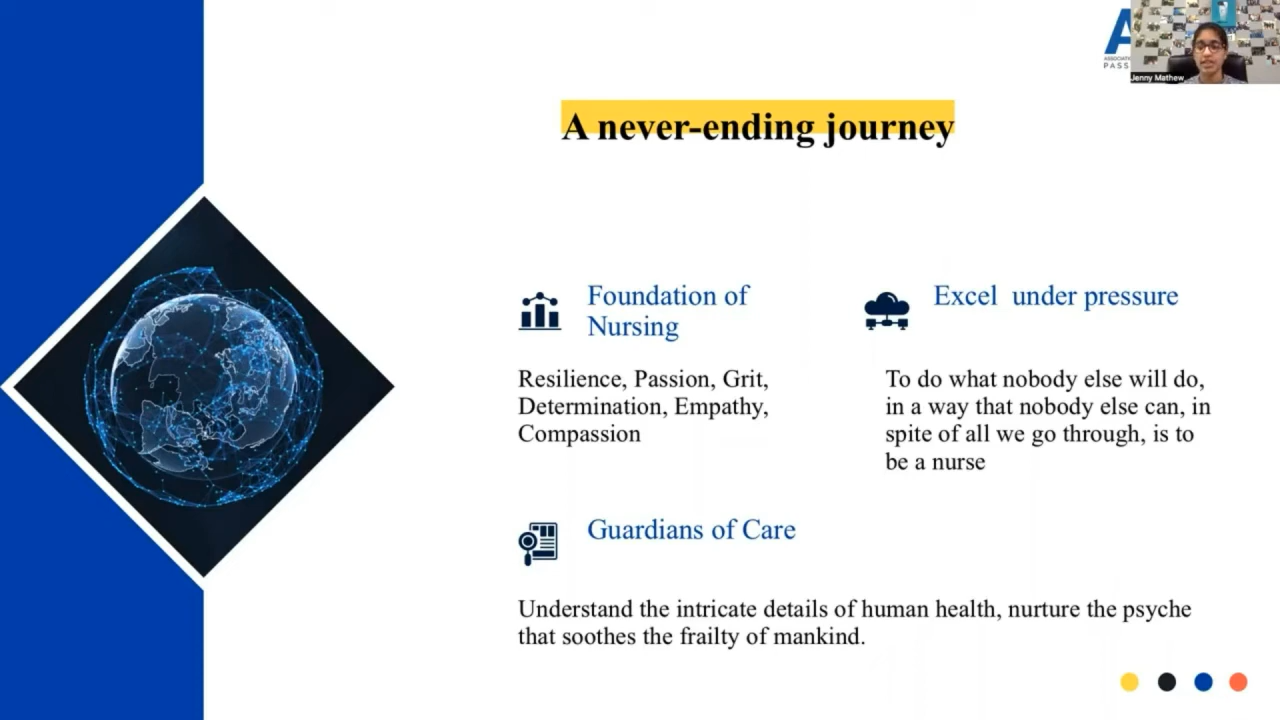 A never-ending journey
Jenny Mathew
Foundation of
Nursing
Resilience, Passion, Grit,
Determination, Empathy,
Compassion
Excel under pressure
To do what nobody else will do,
in a way that nobody else can, in
spite of all we go through, is to
be a nurse
Guardians of Care
Understand the intricate details of human health, nurture the psyche
that soothes the frailty of mankind.